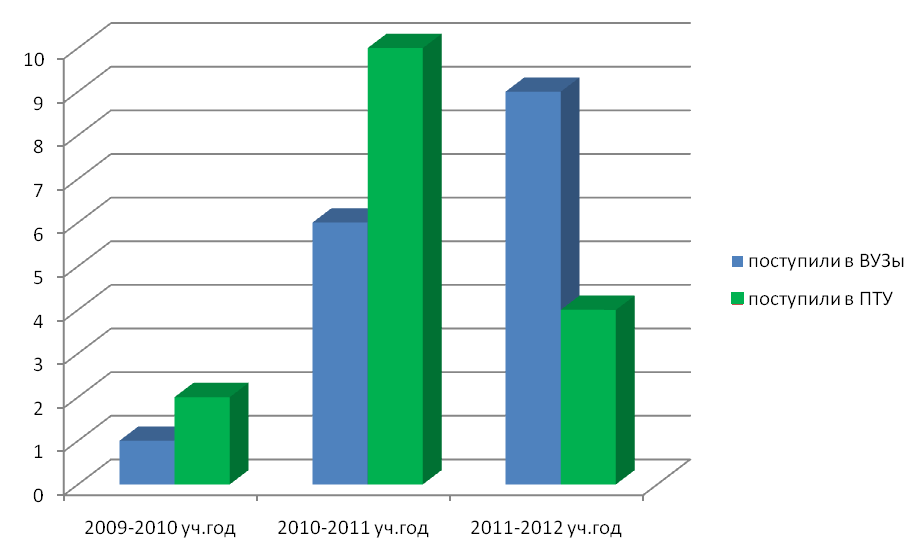 10
9
8
7
6
5
4
3
2
1
0
2009-2010 уч.год
2010-2011 уч.год
2011-2012 уч.год
поступили в ВУЗы
поступили в ПТУ